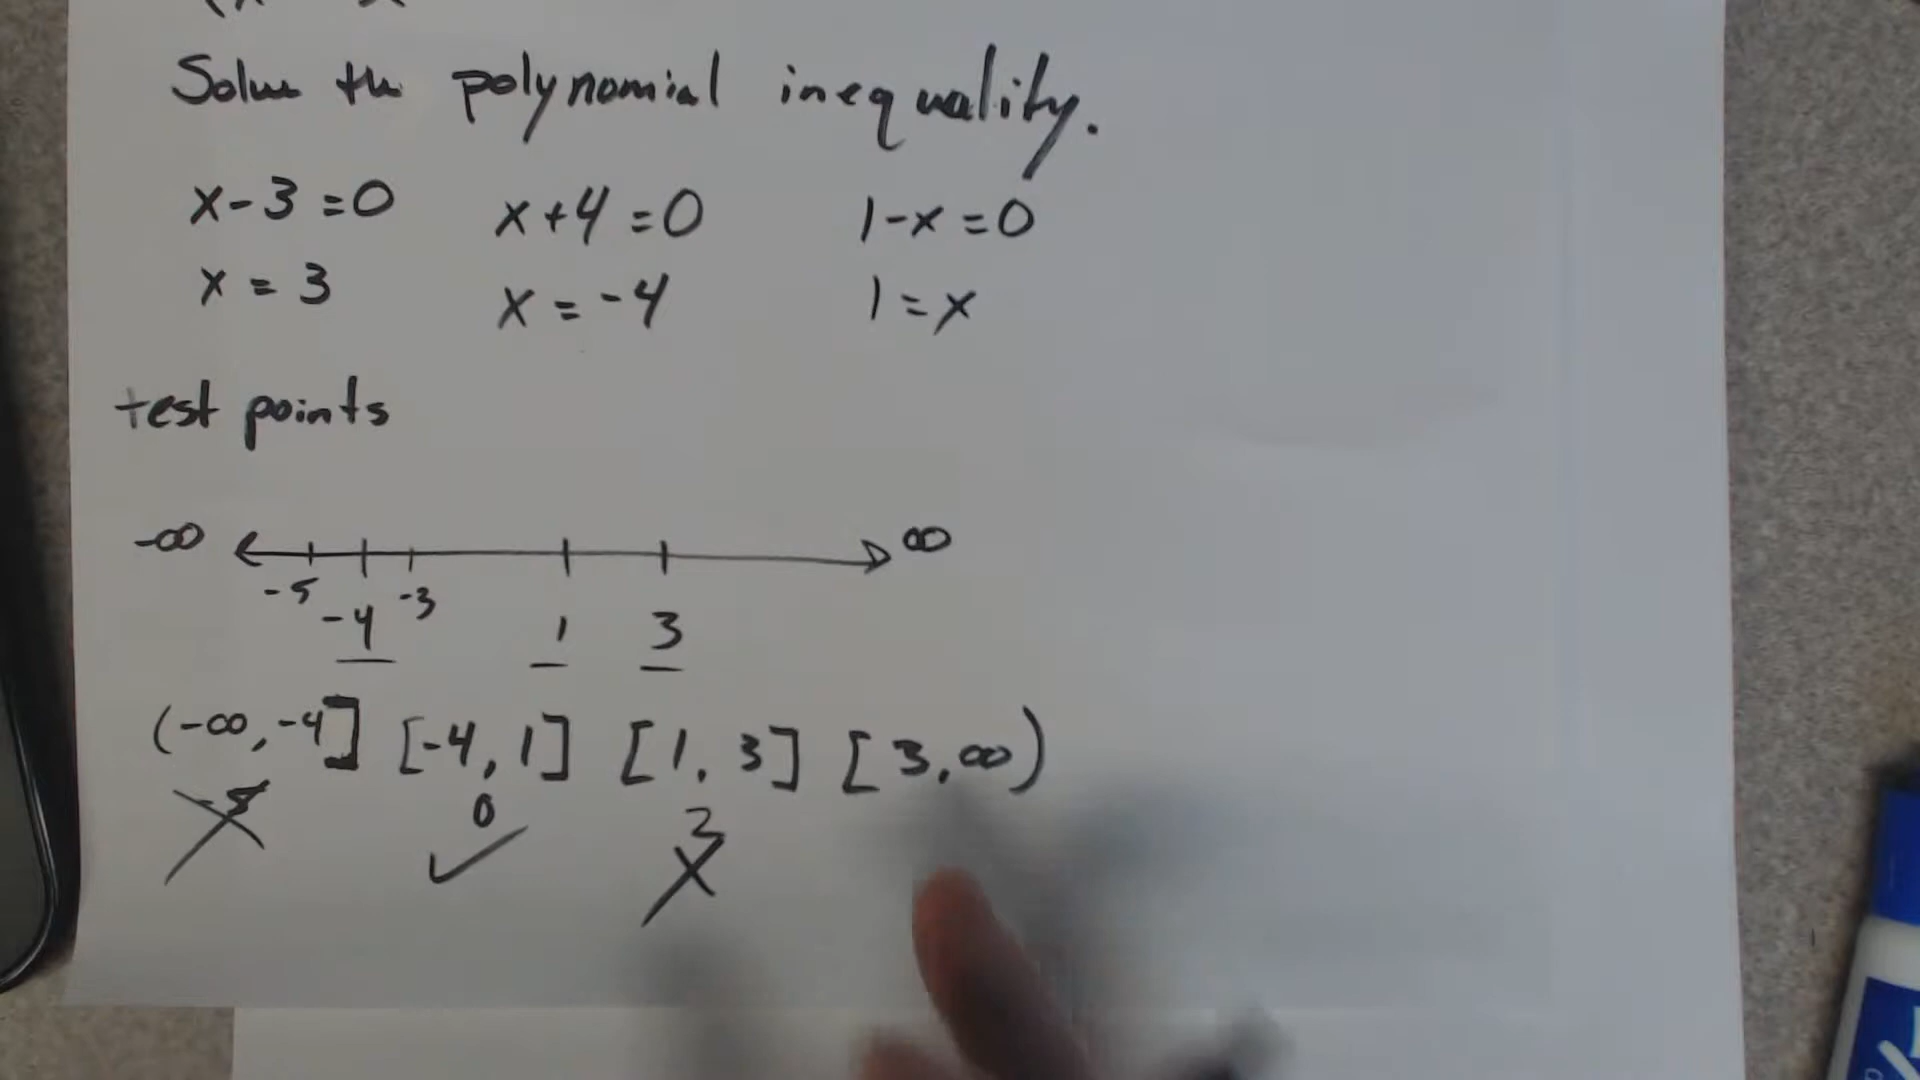 Solve the polynomial inequality.
x-3=0 x+4=0 1-x=0
x=3 x=-4 1=x
test points
-∞ ∞
-5 -4 -3 1 3
(-∞,-4] [-4,1] [1,3] [3,∞)
-5 0 2